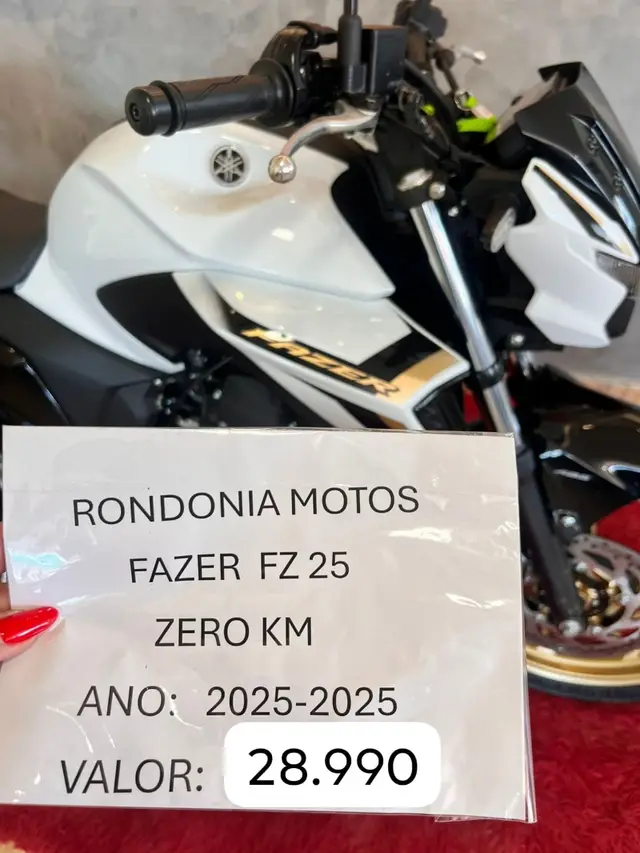 FAZER
RONDONIA MOTOS
FAZER FZ 25
ZERO KM
ANO: 2025-2025
VALOR: 28.990